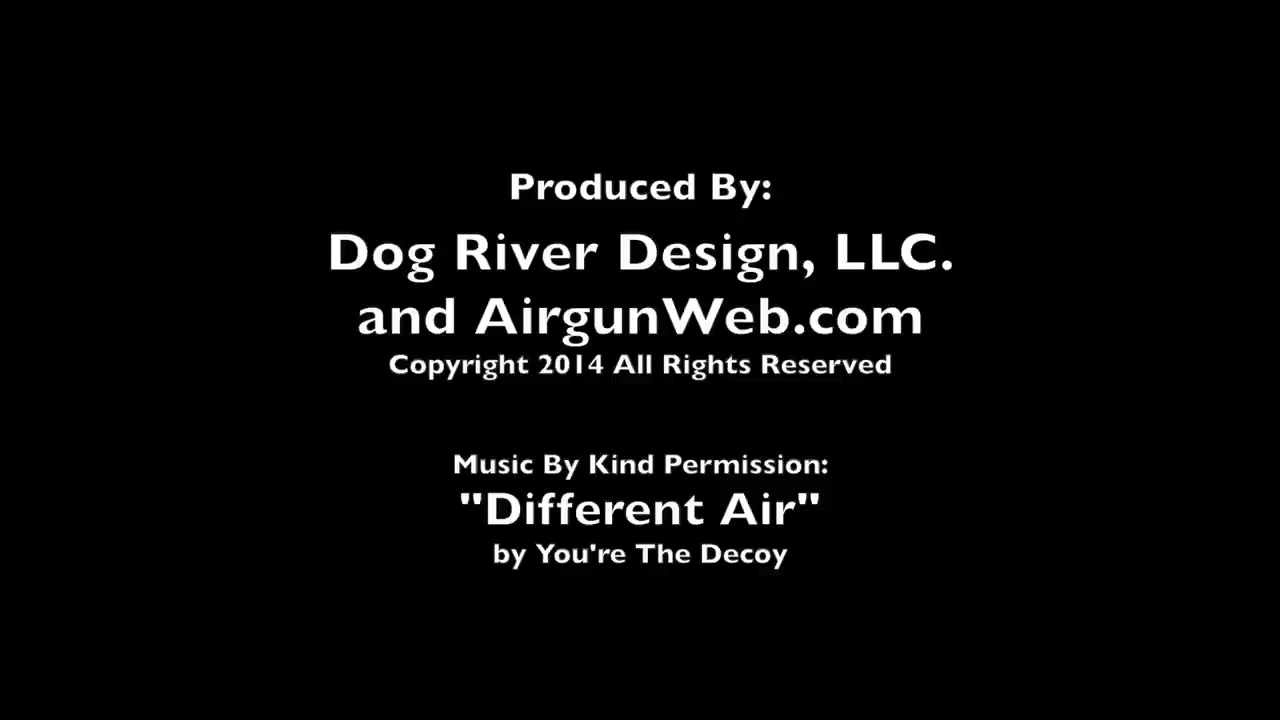 Produced By:
Dog River Design, LLC.
and AirgunWeb.com
Copyright 2014 All Rights Reserved
Music By Kind Permission:
"Different Air"
by You're The Decoy